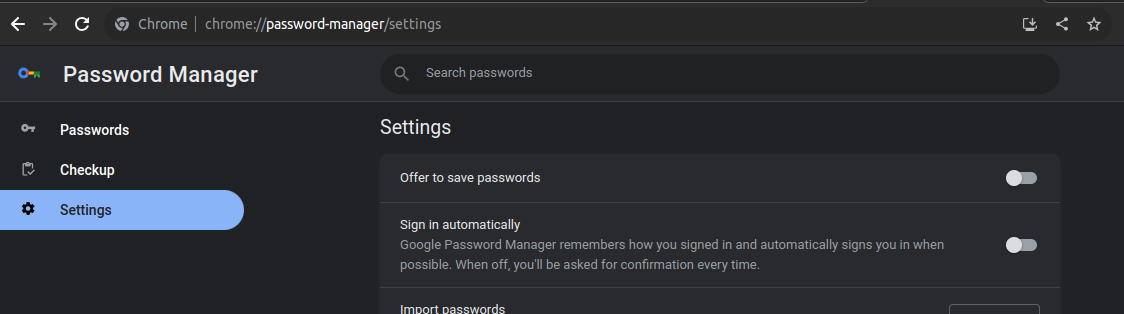 Chrome | chrome://password-manager/settings
Password Manager
Search passwords
Passwords
Checkup
Settings
Settings
Offer to save passwords
Sign in automatically
Google Password Manager remembers how you signed in and automatically signs you in when
possible. When off, you'll be asked for confirmation every time.
Import passwords